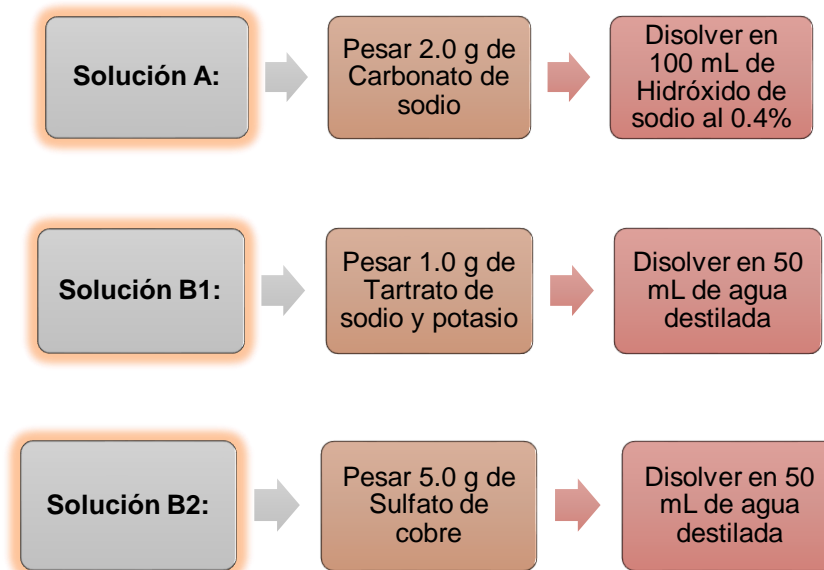 Solución A:
Pesar 2.0 g de
Carbonato de
sodio
Disolver en
100 mL de
Hidróxido de
sodio al 0.4%
Solución B1:
Pesar 1.0 g de
Tartrato de
sodio y potasio
Disolver en 50
mL de agua
destilada
Solución B2:
Pesar 5.0 g de
Sulfato de
cobre
Disolver en 50
mL de agua
destilada